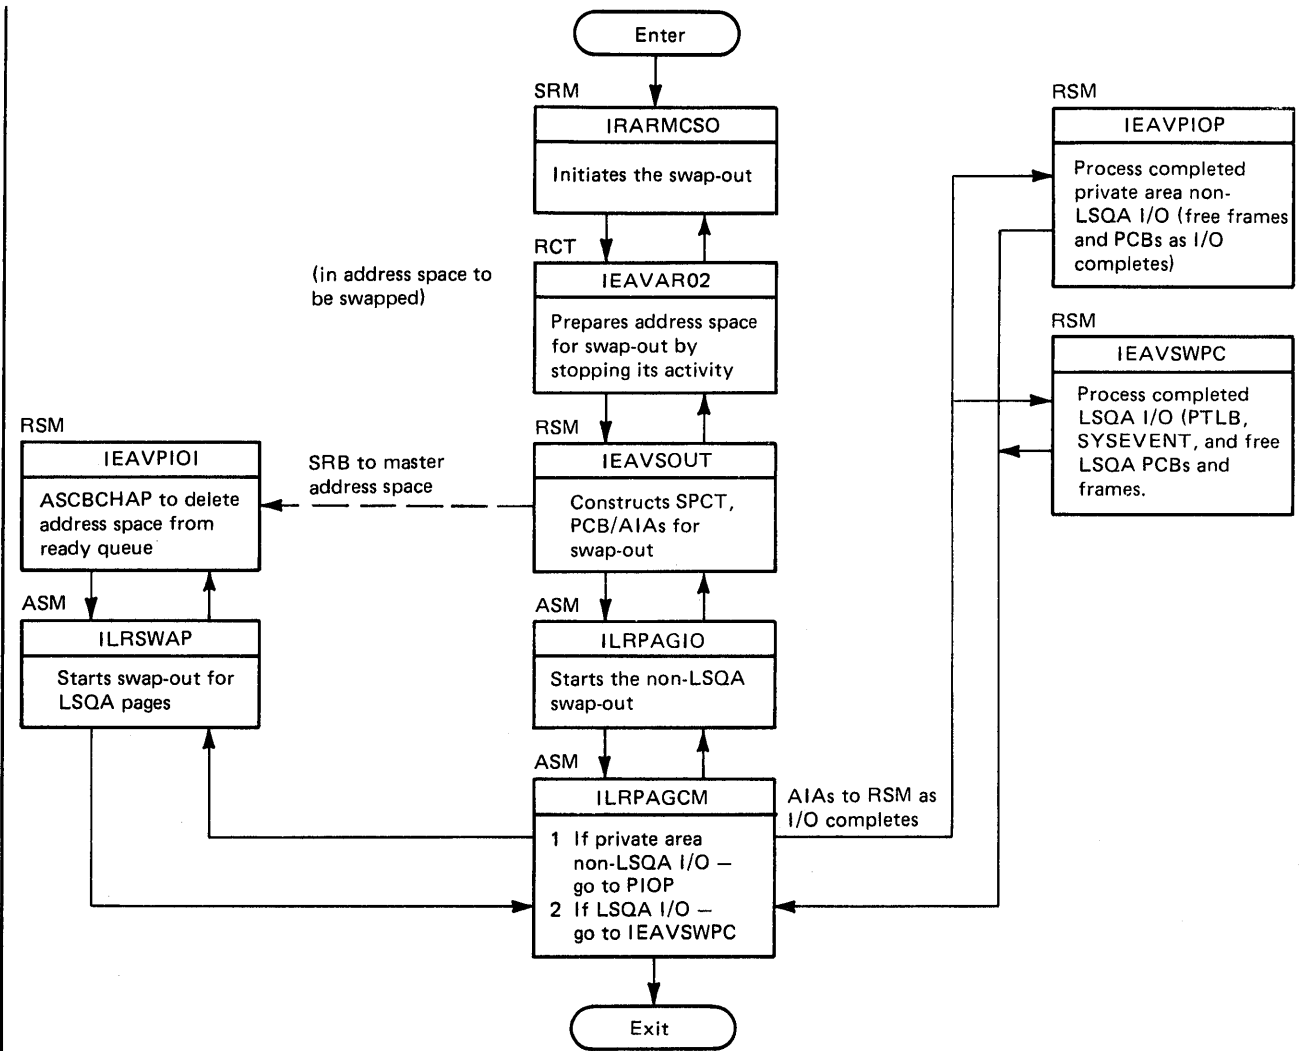 Enter
SRM
IRARMCSO
Initiates the swap-out
RCT
(in address space to
be swapped)
IEAVAR02
Prepares address space
for swap-out by
stopping its activity
RSM
IEAVSOUT
Constructs SPCT,
PCB/AIAs for
swap-out
SRB to master
address space
RSM
IEAVPIOI
ASCBCHAP to delete
address space from
ready queue
ASM
ILRSWAP
Starts swap-out for
LSQA pages
ASM
ILRPAGIO
Starts the non-LSQA
swap-out
ASM
ILRPAGCM
1 If private area
non-LSQA I/O —
go to PIOP
2 If LSQA I/O —
go to IEAVSWPC
AIAs to RSM as
I/O completes
RSM
IEAVPIOP
Process completed
private area non-
LSQA I/O (free frames
and PCBs as I/O
completes)
RSM
IEAVSWPC
Process completed
LSQA I/O (PTLB,
SYSEVENT, and free
LSQA PCBs and
frames.
Exit